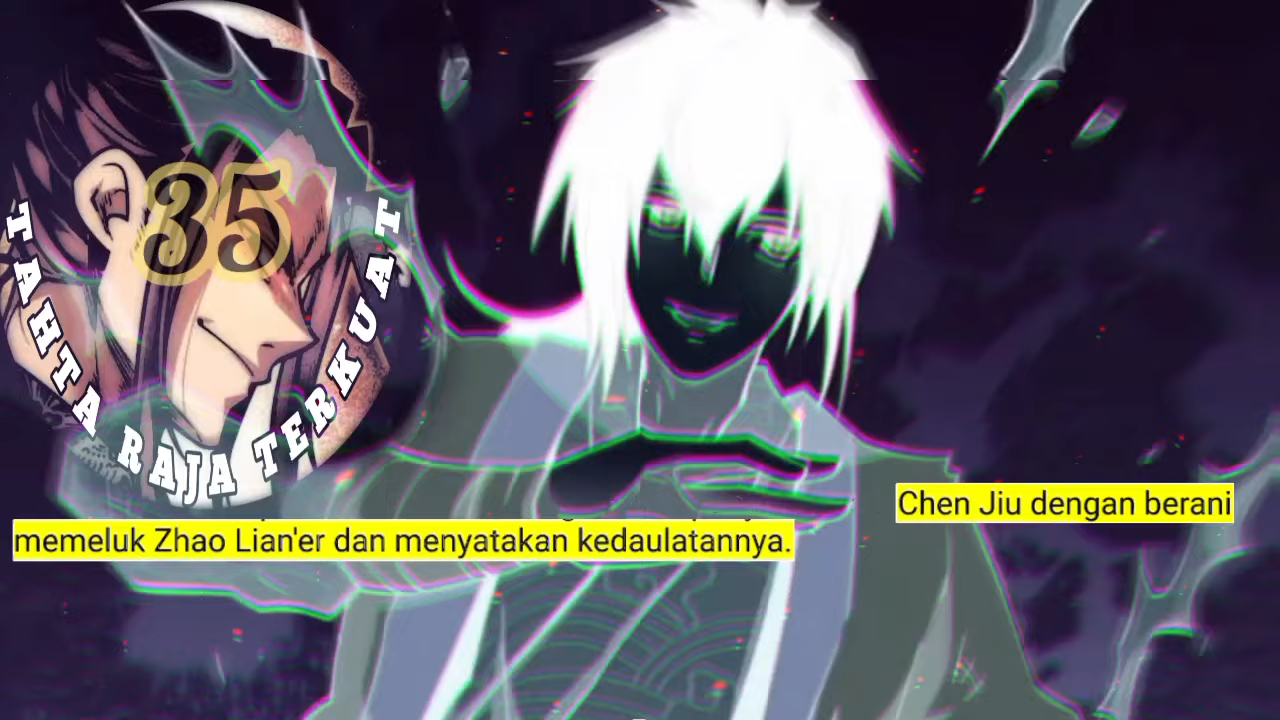 35
TAHTA RAJA TERKUAT
Chen Jiu dengan berani
memeluk Zhao Lian'er dan menyatakan kedaulatannya.